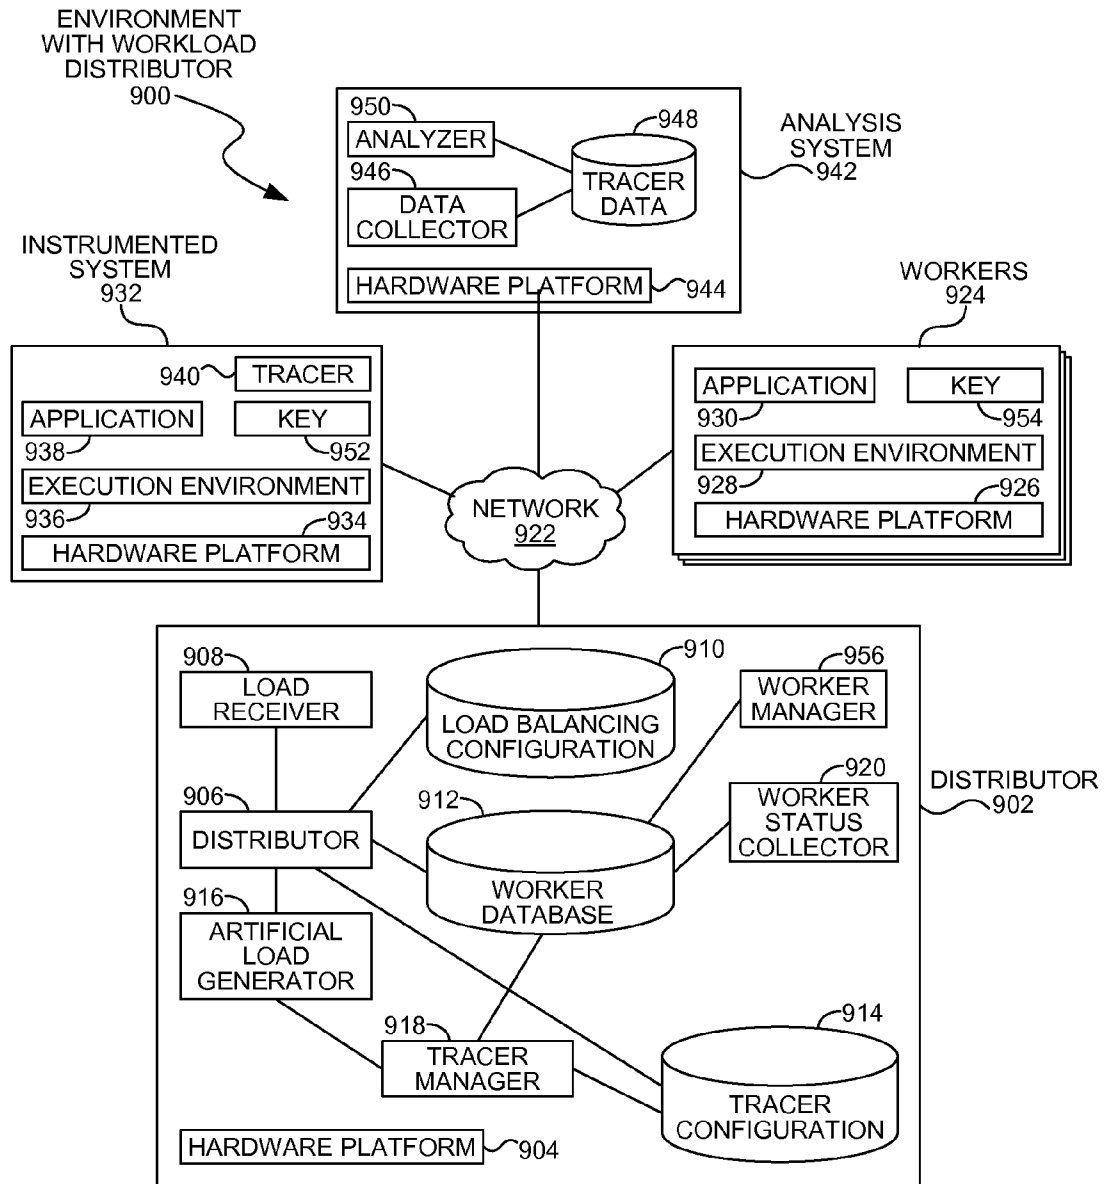 ENVIRONMENT
WITH WORKLOAD
DISTRIBUTOR
900
950
ANALYZER
946
DATA
COLLECTOR
948
TRACER
DATA
HARDWARE PLATFORM
944
ANALYSIS
SYSTEM
942
INSTRUMENTED
SYSTEM
932
940
TRACER
APPLICATION
938
KEY
952
EXECUTION ENVIRONMENT
936
934
HARDWARE PLATFORM
WORKERS
924
APPLICATION
930
KEY
954
EXECUTION ENVIRONMENT
928
926
HARDWARE PLATFORM
NETWORK
922
908
LOAD
RECEIVER
910
LOAD BALANCING
CONFIGURATION
956
WORKER
MANAGER
906
DISTRIBUTOR
912
WORKER
DATABASE
920
WORKER
STATUS
COLLECTOR
DISTRIBUTOR
902
916
ARTIFICIAL
LOAD
GENERATOR
918
TRACER
MANAGER
914
TRACER
CONFIGURATION
HARDWARE PLATFORM
904